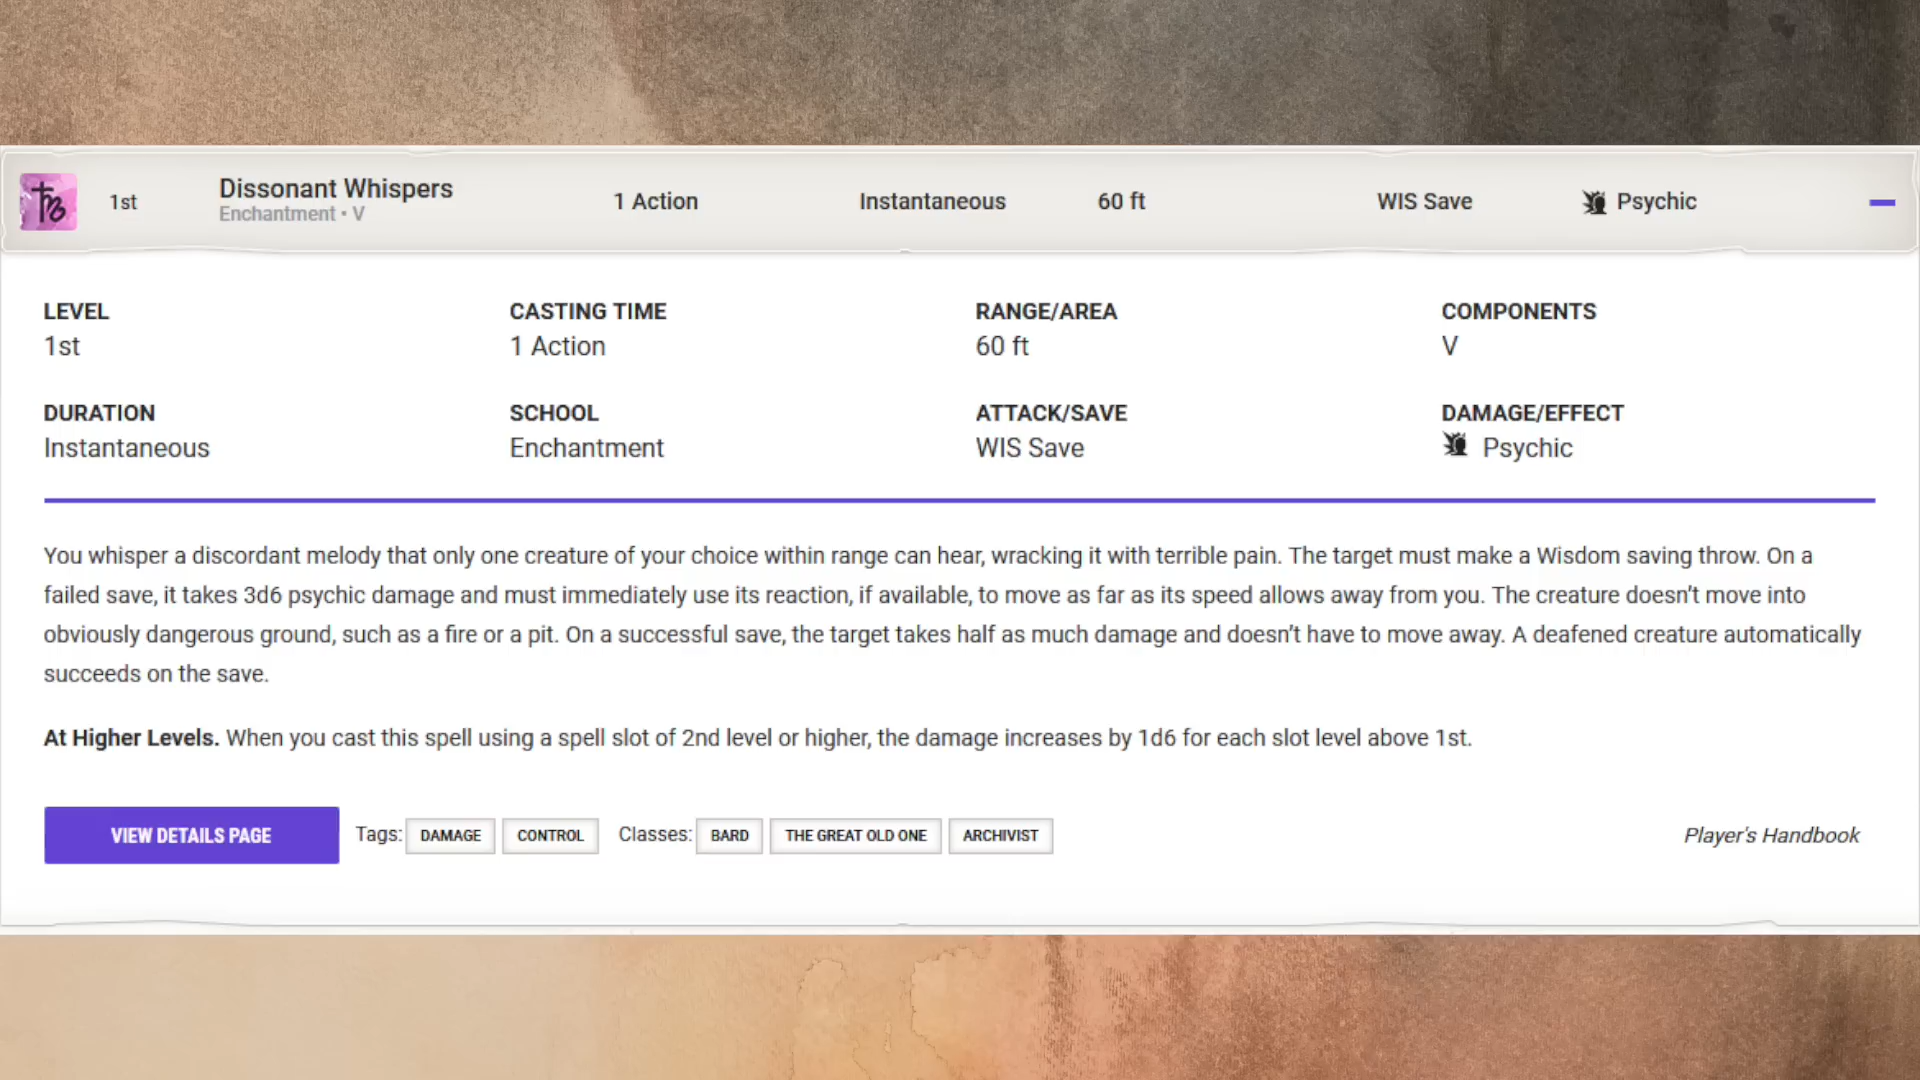 1st
Dissonant Whispers
Enchantment • V
1 Action
Instantaneous
60 ft
WIS Save
Psychic
LEVEL
1st
CASTING TIME
1 Action
RANGE/AREA
60 ft
COMPONENTS
V
DURATION
Instantaneous
SCHOOL
Enchantment
ATTACK/SAVE
WIS Save
DAMAGE/EFFECT
Psychic
You whisper a discordant melody that only one creature of your choice within range can hear, wracking it with terrible pain. The target must make a Wisdom saving throw. On a
failed save, it takes 3d6 psychic damage and must immediately use its reaction, if available, to move as far as its speed allows away from you. The creature doesn’t move into
obviously dangerous ground, such as a fire or a pit. On a successful save, the target takes half as much damage and doesn’t have to move away. A deafened creature automatically
succeeds on the save.
At Higher Levels. When you cast this spell using a spell slot of 2nd level or higher, the damage increases by 1d6 for each slot level above 1st.
VIEW DETAILS PAGE
Tags: DAMAGE CONTROL
Classes: BARD THE GREAT OLD ONE ARCHIVIST
Player's Handbook